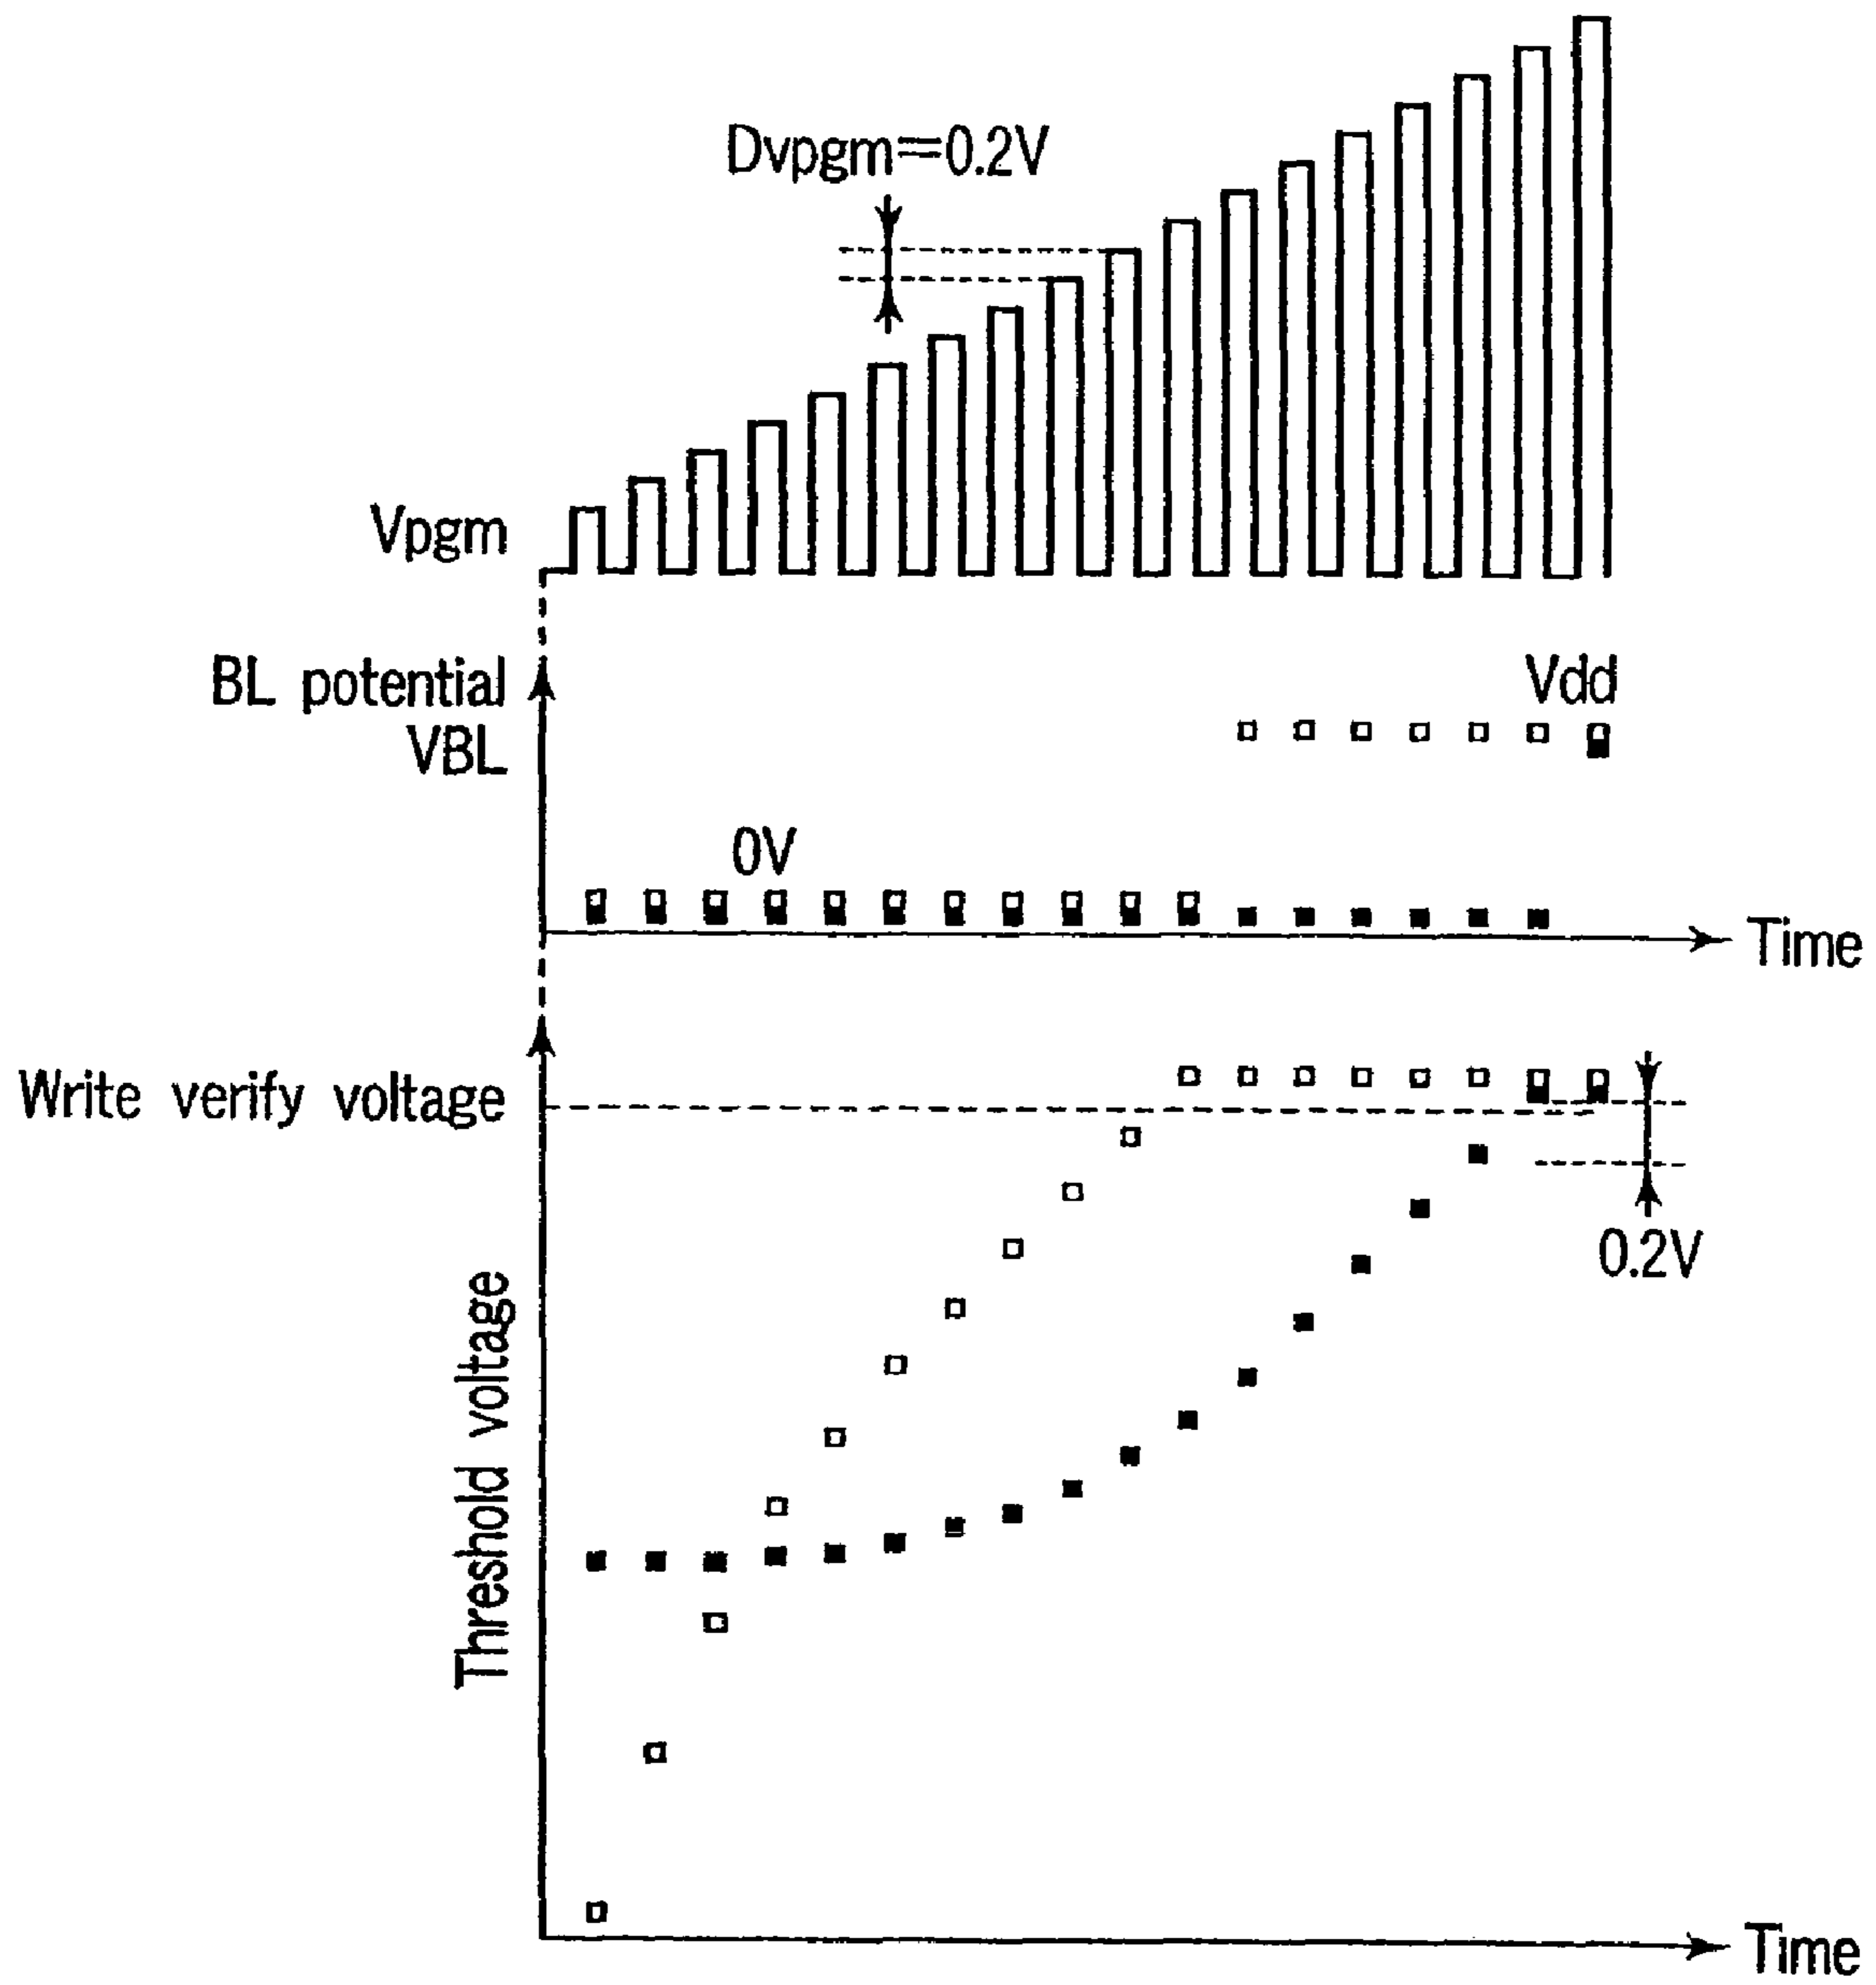 Dvpgm=0.2V
Vpgm
BL potential
VBL
Vdd
0V
Time
Write verify voltage
0.2V
Threshold voltage
Time